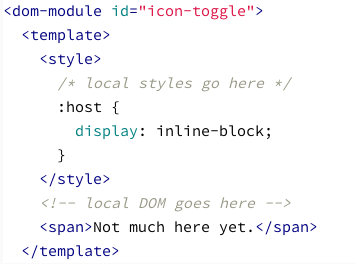 <dom-module id="icon-toggle">
  <template>
    <style>
      /* local styles go here */
      :host {
        display: inline-block;
      }
    </style>
    <!-- local DOM goes here -->
    <span>Not much here yet.</span>
  </template>